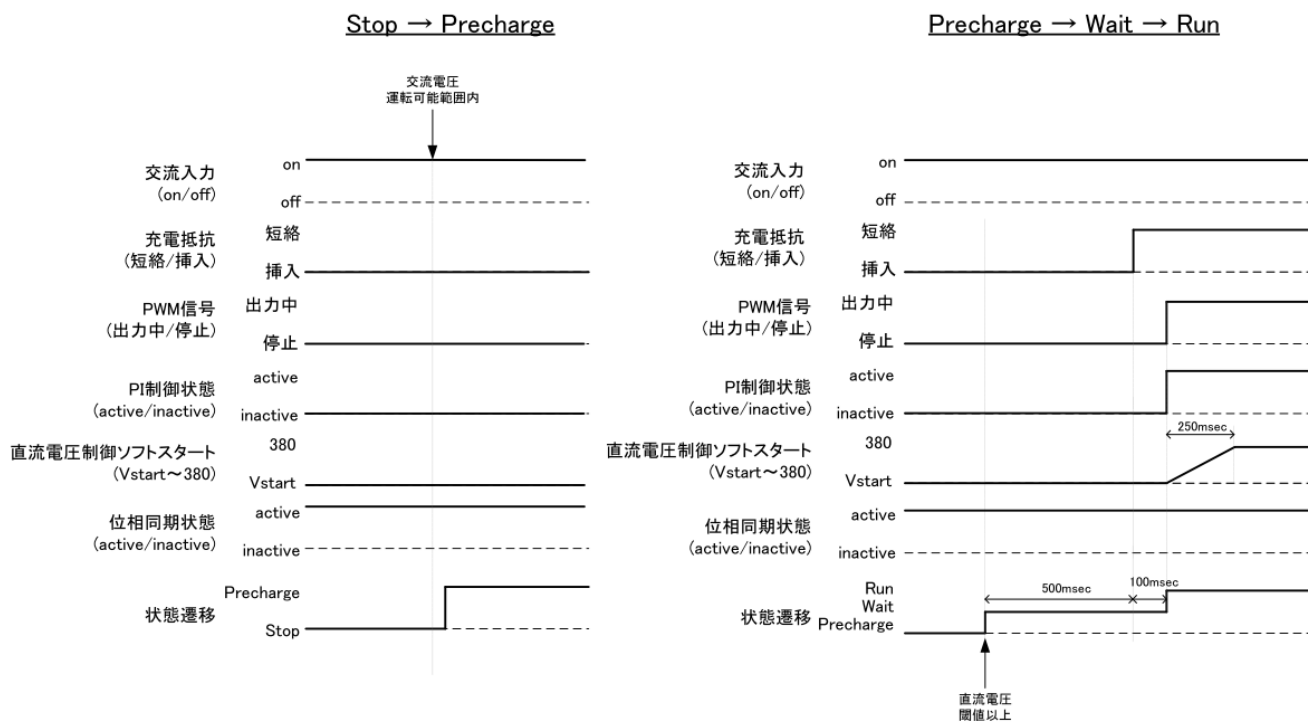 Stop → Precharge
交流電圧
運転可能範囲内
交流入力
(on/off)
on
off
充電抵抗
(短絡/挿入)
短絡
挿入
PWM信号
(出力中/停止)
出力中
停止
PI制御状態
(active/inactive)
active
inactive
直流電圧制御ソフトスタート
(Vstart～380)
380
Vstart
位相同期状態
(active/inactive)
active
inactive
状態遷移
Precharge
Stop
Precharge → Wait → Run
交流入力
(on/off)
on
off
充電抵抗
(短絡/挿入)
短絡
挿入
PWM信号
(出力中/停止)
出力中
停止
PI制御状態
(active/inactive)
active
inactive
250msec
直流電圧制御ソフトスタート
(Vstart～380)
380
Vstart
位相同期状態
(active/inactive)
active
inactive
500msec
100msec
状態遷移
Run
Wait
Precharge
直流電圧
閾値以上